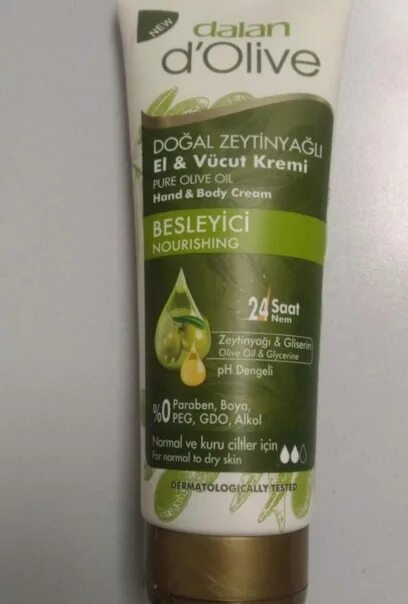 NEW
dalan
d'Olive
DOĞAL ZEYTİNYAĞLI
El & Vücut Kremi
PURE OLIVE OIL
Hand & Body Cream
BESLEYİCİ
NOURISHING
24 Saat
Nem
Zeytinyağı & Gliserin
Olive Oil & Glycerine
pH Dengeli
%0 Paraben, Boya,
PEG, GDO, Alkol
Normal ve kuru ciltler için
For normal to dry skin
DERMATOLOGICALLY TESTED